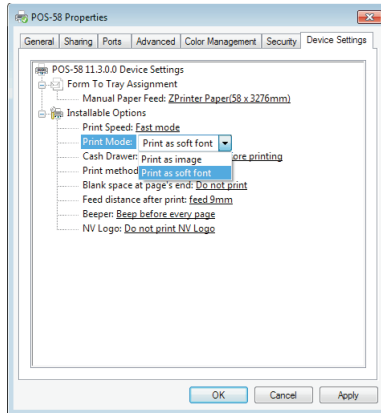 POS-58 Properties
General Sharing Ports Advanced Color Management Security Device Settings
POS-58 11.3.0.0 Device Settings
Form To Tray Assignment
Manual Paper Feed: ZPrinter Paper(58 x 3276mm)
Installable Options
Print Speed: Fast mode
Print Mode: Print as soft font
Cash Drawer: ore printing
Print as image
Print method
Print as soft font
Blank space at page's end: Do not print
Feed distance after print: feed 9mm
Beeper: Beep before every page
NV Logo: Do not print NV Logo
OK Cancel Apply